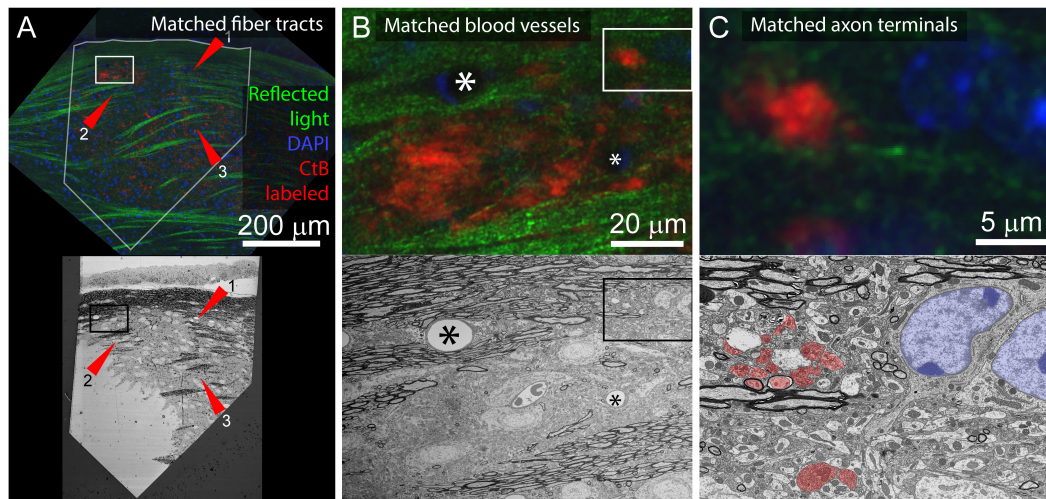 A
Matched fiber tracts
1
2
3
Reflected
light
DAPI
CtB
labeled
200 μm
1
2
3
B
Matched blood vessels
*
*
20 μm
*
*
C
Matched axon terminals
5 μm